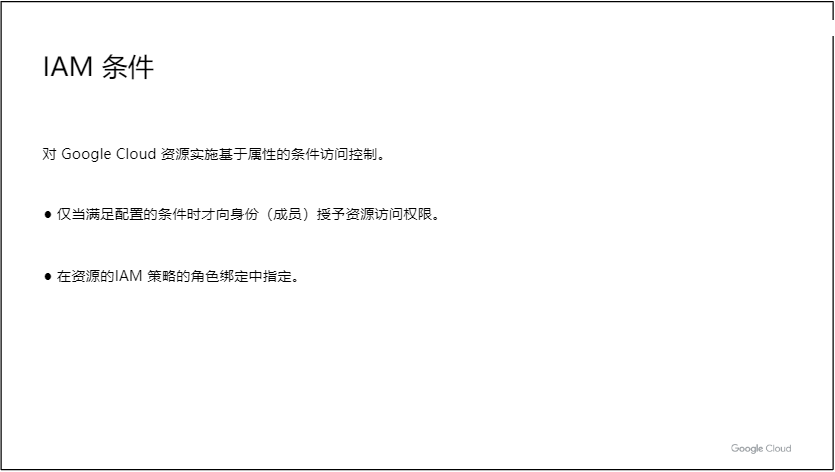 IAM 条件
对 Google Cloud 资源实施基于属性的条件访问控制。
● 仅当满足配置的条件时才向身份（成员）授予资源访问权限。
● 在资源的IAM 策略的角色绑定中指定。
Google Cloud